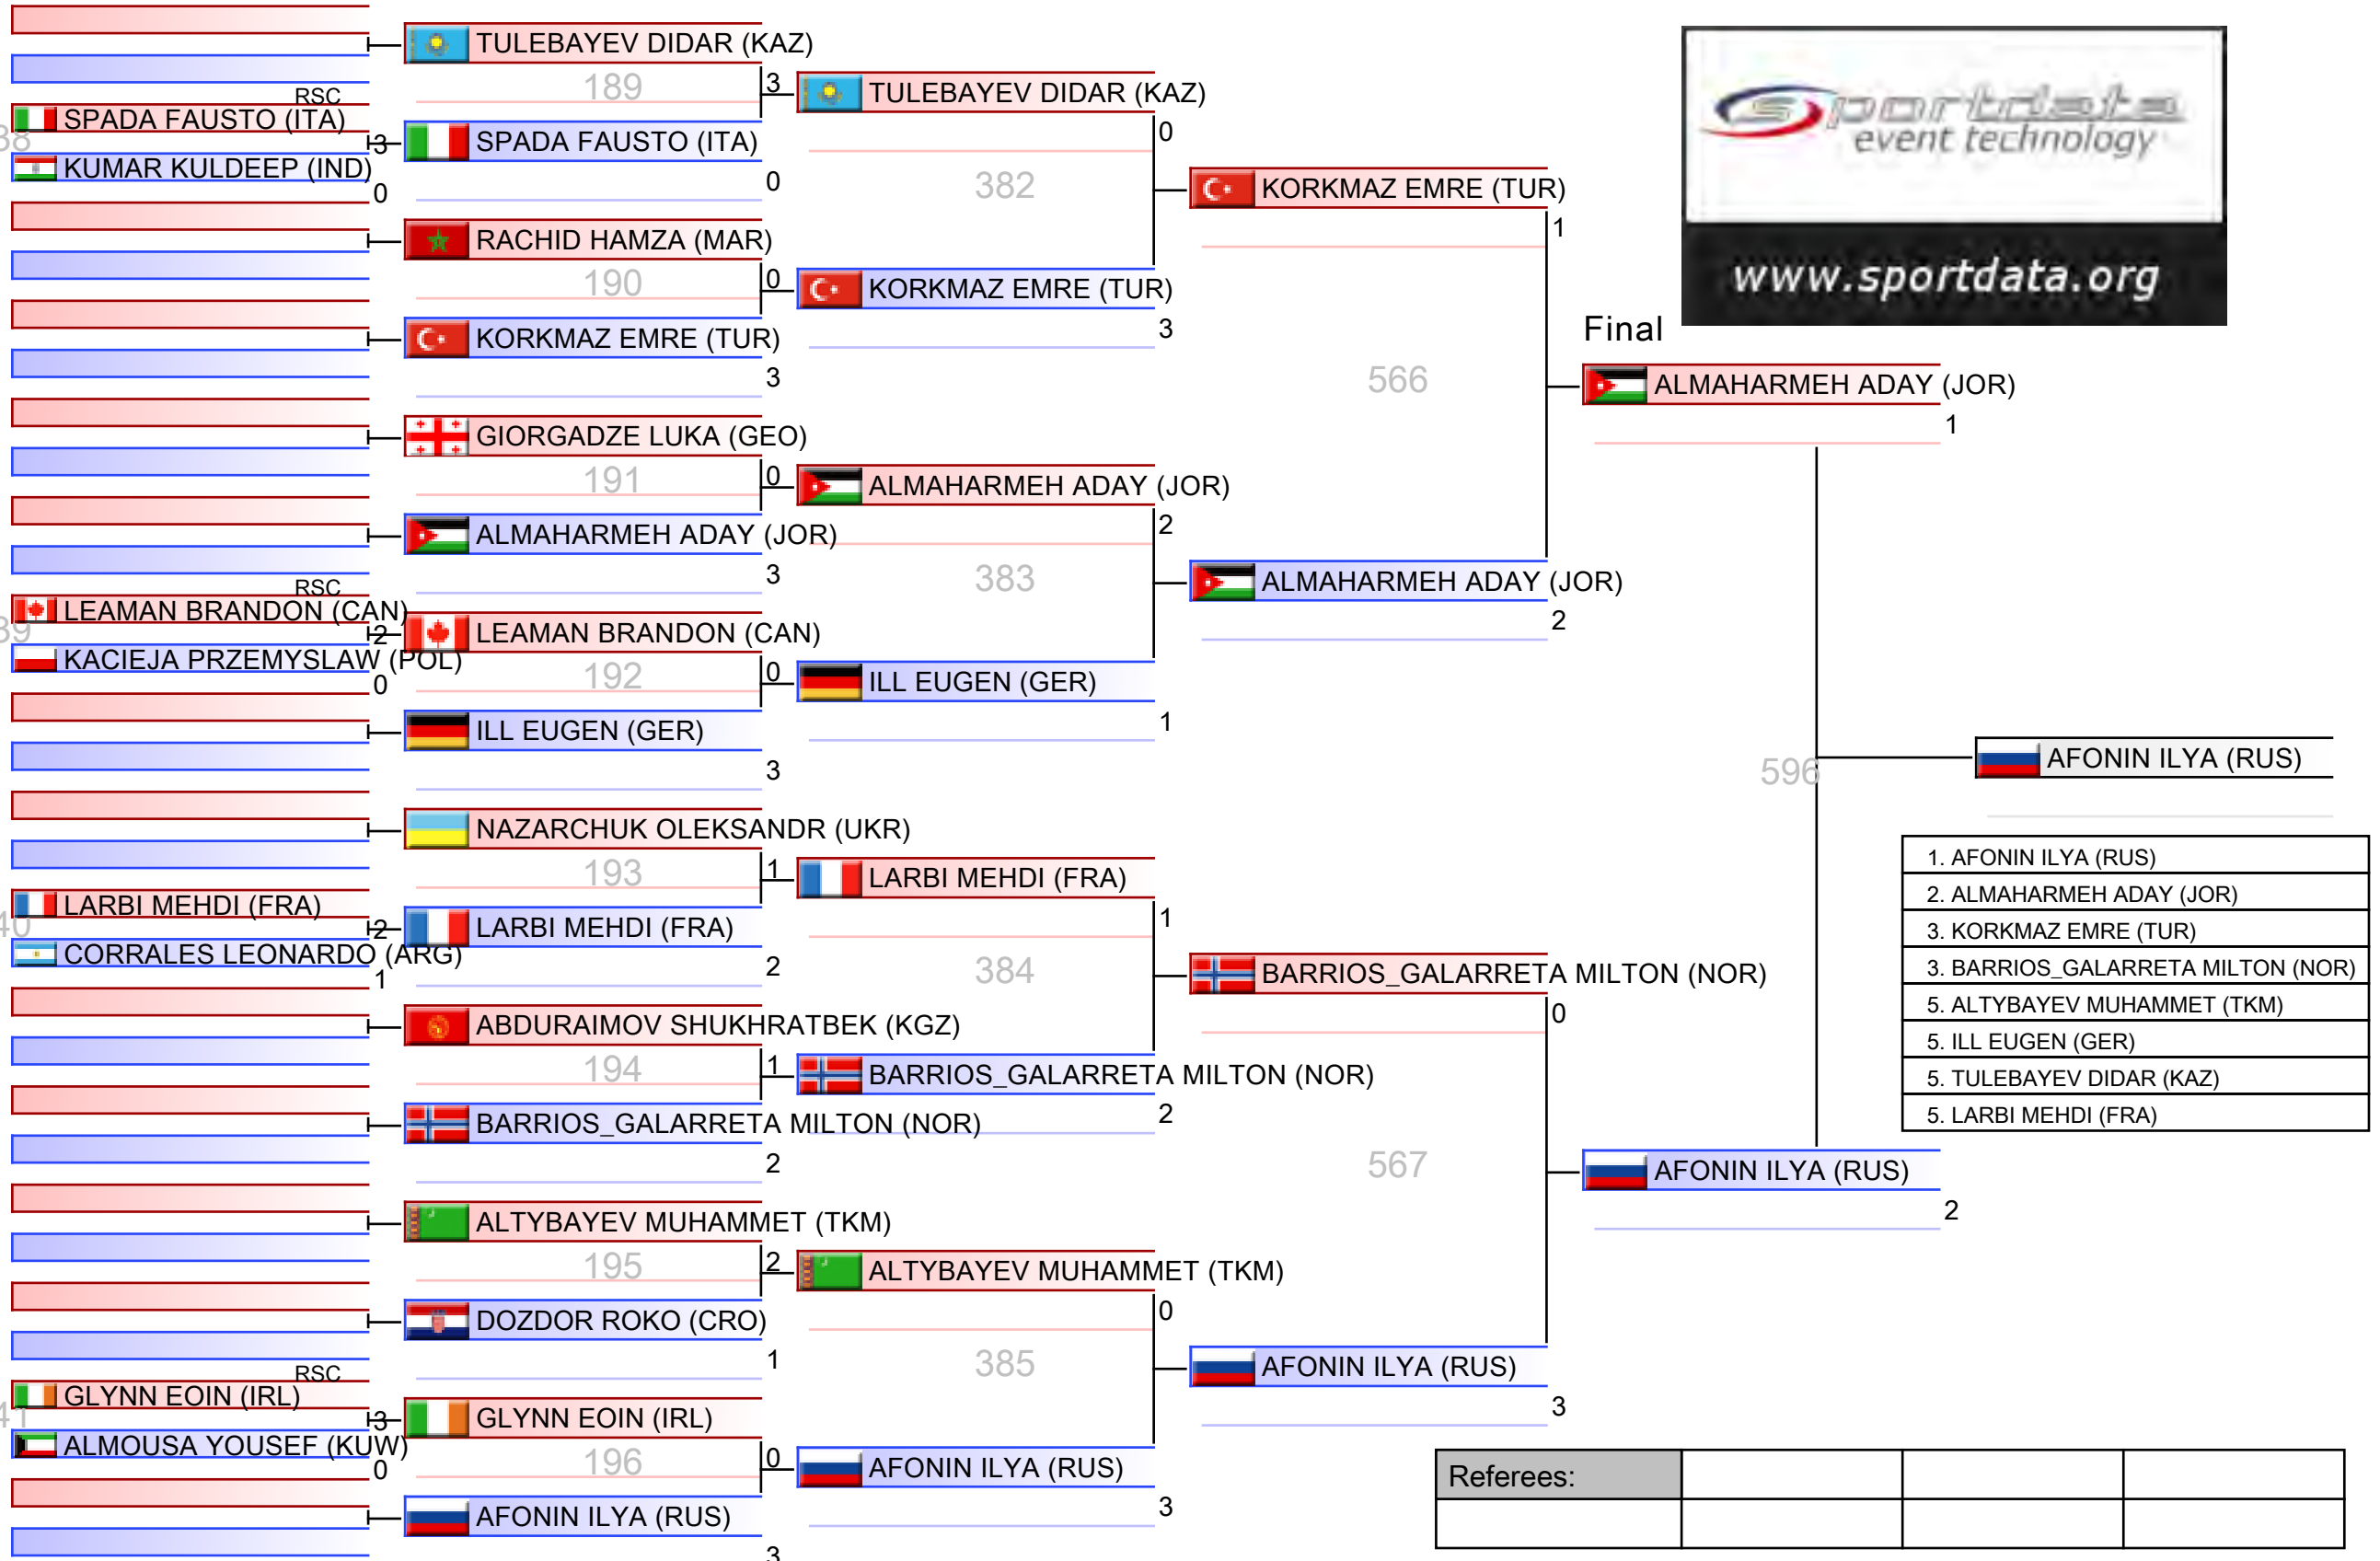 RSC
SPADA FAUSTO (ITA)
3
KUMAR KULDEEP (IND)
0
RSC
LEAMAN BRANDON (CAN)
2
KACIEJA PRZEMYSLAW (POL)
0
LARBI MEHDI (FRA)
2
CORRALES LEONARDO (ARG)
1
RSC
GLYNN EOIN (IRL)
3
ALMOUSA YOUSEF (KUW)
0
TULEBAYEV DIDAR (KAZ)
189
3
SPADA FAUSTO (ITA)
0
RACHID HAMZA (MAR)
190
0
KORKMAZ EMRE (TUR)
3
GIORGADZE LUKA (GEO)
191
0
ALMAHARMEH ADAY (JOR)
3
LEAMAN BRANDON (CAN)
192
0
ILL EUGEN (GER)
3
NAZARCHUK OLEKSANDR (UKR)
193
1
LARBI MEHDI (FRA)
2
ABDURAIMOV SHUKHRATBEK (KGZ)
194
1
BARRIOS_GALARRETA MILTON (NOR)
2
ALTYBAYEV MUHAMMET (TKM)
195
2
DOZDOR ROKO (CRO)
1
GLYNN EOIN (IRL)
196
0
AFONIN ILYA (RUS)
3
TULEBAYEV DIDAR (KAZ)
0
382
KORKMAZ EMRE (TUR)
3
ALMAHARMEH ADAY (JOR)
2
383
ILL EUGEN (GER)
1
LARBI MEHDI (FRA)
1
384
BARRIOS_GALARRETA MILTON (NOR)
2
ALTYBAYEV MUHAMMET (TKM)
0
385
AFONIN ILYA (RUS)
3
KORKMAZ EMRE (TUR)
1
566
ALMAHARMEH ADAY (JOR)
2
BARRIOS_GALARRETA MILTON (NOR)
0
567
AFONIN ILYA (RUS)
3
sportdata
event technology
www.sportdata.org
Final
ALMAHARMEH ADAY (JOR)
1
596
AFONIN ILYA (RUS)
2
AFONIN ILYA (RUS)
1. AFONIN ILYA (RUS)
2. ALMAHARMEH ADAY (JOR)
3. KORKMAZ EMRE (TUR)
3. BARRIOS_GALARRETA MILTON (NOR)
5. ALTYBAYEV MUHAMMET (TKM)
5. ILL EUGEN (GER)
5. TULEBAYEV DIDAR (KAZ)
5. LARBI MEHDI (FRA)
Referees: